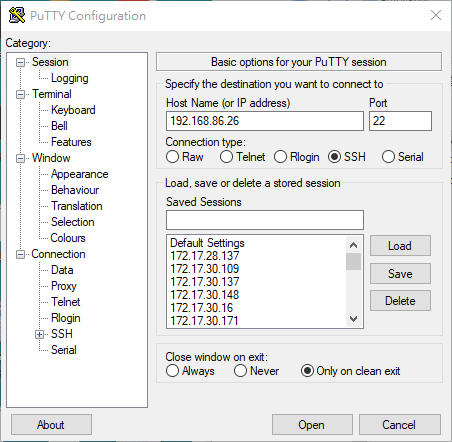 PuTTY Configuration
Category:
Session
Logging
Terminal
Keyboard
Bell
Features
Window
Appearance
Behaviour
Translation
Selection
Colours
Connection
Data
Proxy
Telnet
Rlogin
SSH
Serial
Basic options for your PuTTY session
Specify the destination you want to connect to
Host Name (or IP address) Port
192.168.86.26 22
Connection type:
Raw Telnet Rlogin SSH Serial
Load, save or delete a stored session
Saved Sessions
Default Settings
172.17.28.137
172.17.30.109
172.17.30.137
172.17.30.148
172.17.30.16
172.17.30.171
Load
Save
Delete
Close window on exit:
Always Never Only on clean exit
About Open Cancel